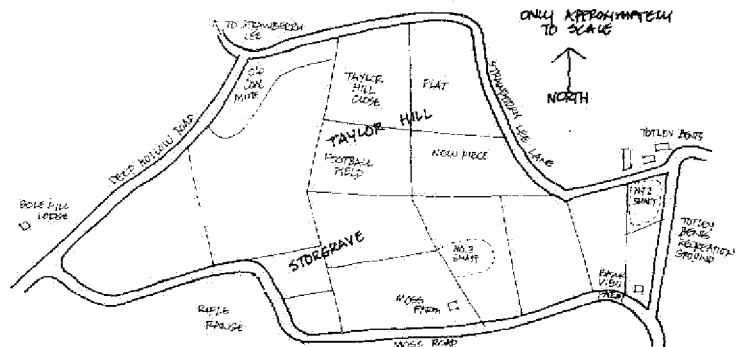 ONLY APPROXIMATELY
TO SCALE
NORTH
TO STRAWBERRY
LEE
OLD
COAL
MINE
TAYLOR
HILL
CLOSE
FLAT
TAYLOR HILL
FOOTBALL
FIELD
NEW PIECE
STRAWBERRY LEE LANE
DEEP HOLLOW ROAD
TOTLEY BENTS
NO. 2
SHAFT
TOTLEY
BENTS
RECREATION
GROUND
BOLE HILL
LODGE
STORGRAVE
NO. 3
SHAFT
BANK
VIEW
FARM
MOSS
FARM
RIFLE
RANGE
MOSS ROAD